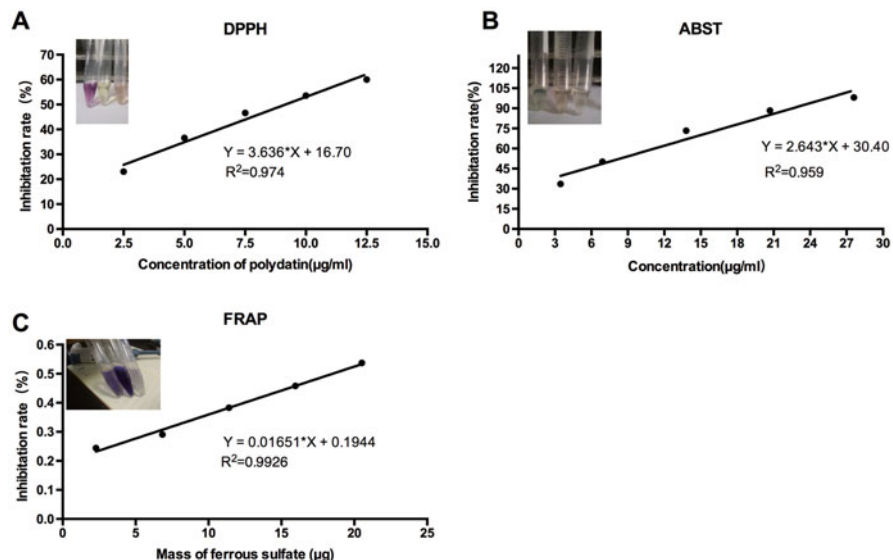 A
DPPH
Inhibitation rate (%)
70
60
50
40
30
20
10
0
Y = 3.636*X + 16.70
R²=0.974
0.0 2.5 5.0 7.5 10.0 12.5 15.0
Concentration of polydatin(μg/ml)
B
ABST
Inhibitation rate(%)
120
105
90
75
60
45
30
15
0
Y = 2.643*X + 30.40
R²=0.959
0 3 6 9 12 15 18 21 24 27 30
Concentration(μg/ml)
C
FRAP
Inhibitation rate (%)
0.6
0.5
0.4
0.3
0.2
0.1
0.0
Y = 0.01651*X + 0.1944
R²=0.9926
0 5 10 15 20 25
Mass of ferrous sulfate (μg)